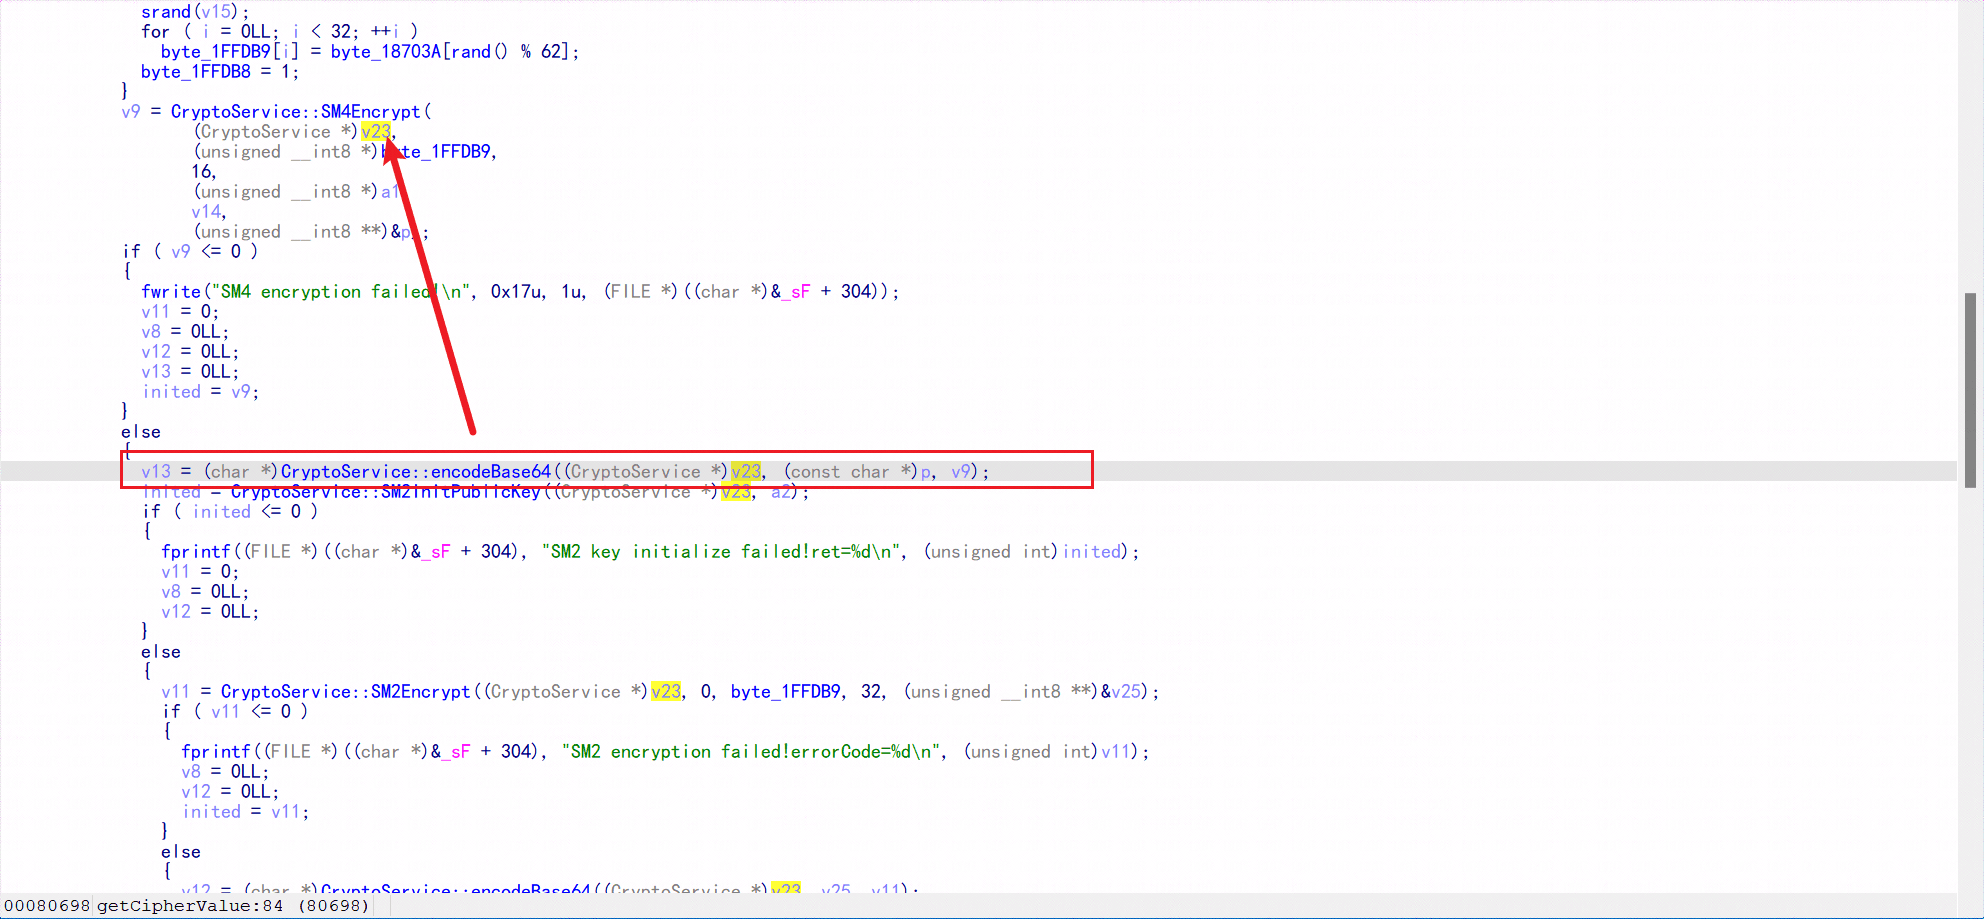 srand(v15);
for ( i = 0LL; i < 32; ++i )
byte_1FFDB9[i] = byte_18703A[rand() % 62];
byte_1FFDB8 = 1;
}
v9 = CryptoService::SM4Encrypt(
(CryptoService *)v23,
(unsigned __int8 *)byte_1FFDB9,
16,
(unsigned __int8 *)a1
v14,
(unsigned __int8 **)&p);
if ( v9 <= 0 )
{
fwrite("SM4 encryption failed!\n", 0x17u, 1u, (FILE *)((char *)&_sF + 304));
v11 = 0;
v8 = 0LL;
v12 = 0LL;
v13 = 0LL;
inited = v9;
}
else
{
v13 = (char *)CryptoService::encodeBase64((CryptoService *)v23, (const char *)p, v9);
inited = CryptoService::SM2InitPublicKey((CryptoService *)v23, a2);
if ( inited <= 0 )
{
fprintf((FILE *)((char *)&_sF + 304), "SM2 key initialize failed!ret=%d\n", (unsigned int)inited);
v11 = 0;
v8 = 0LL;
v12 = 0LL;
}
else
{
v11 = CryptoService::SM2Encrypt((CryptoService *)v23, 0, byte_1FFDB9, 32, (unsigned __int8 **)&v25);
if ( v11 <= 0 )
{
fprintf((FILE *)((char *)&_sF + 304), "SM2 encryption failed!errorCode=%d\n", (unsigned int)v11);
v8 = 0LL;
v12 = 0LL;
inited = v11;
}
else
{
v12 = (char *)CryptoService::encodeBase64((CryptoService *)v23, v25, v11);
00080698 getCipherValue:84 (80698)